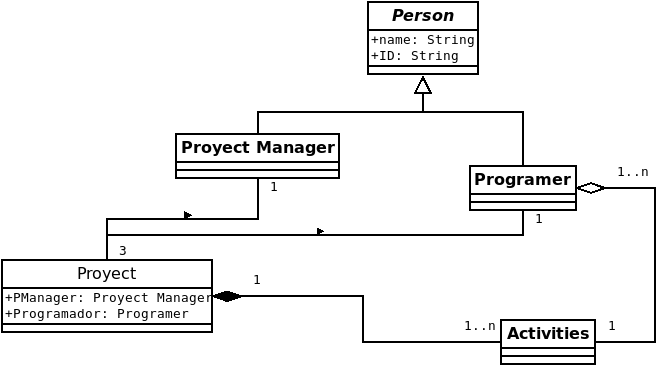 Person
+name: String
+ID: String
Proyect Manager
Programer
1..n
1
1
3
Proyect
1
+PManager: Proyect Manager
+Programador: Programer
1..n
Activities
1